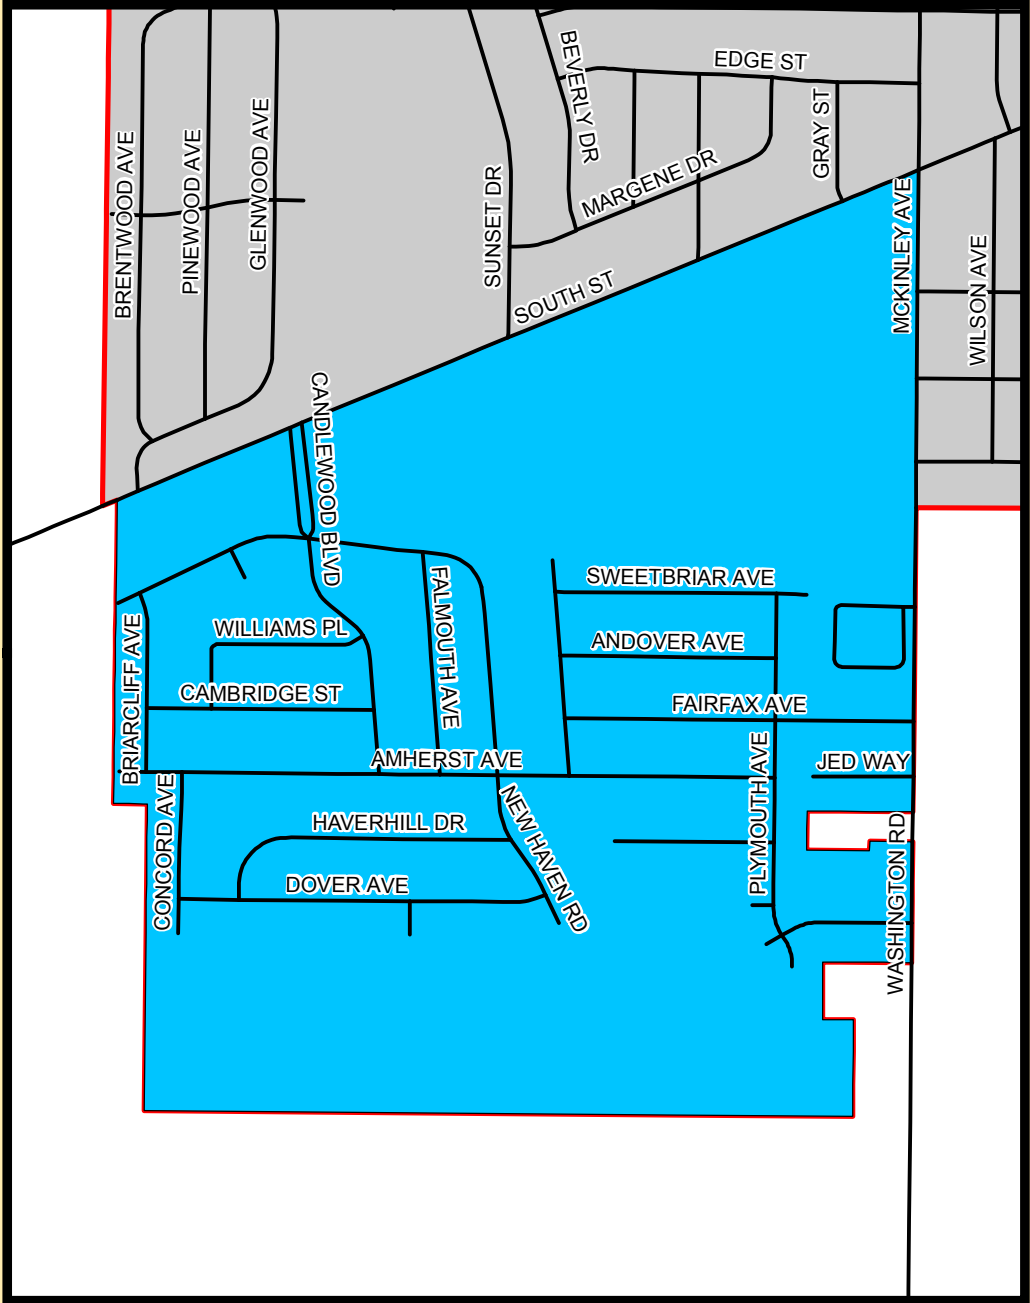 EDGE ST
BEVERLY DR
GRAY ST
GLENWOOD AVE
PINEWOOD AVE
BRENTWOOD AVE
MARGENE DR
SUNSET DR
MCKINLEY AVE
WILSON AVE
SOUTH ST
CANDLEWOOD BLVD
SWEETBRIAR AVE
FALMOUTH AVE
WILLIAMS PL
ANDOVER AVE
BRIARCLIFF AVE
CAMBRIDGE ST
FAIRFAX AVE
AMHERST AVE
JED WAY
PLYMOUTH AVE
CONCORD AVE
HAVERHILL DR
NEW HAVEN RD
DOVER AVE
WASHINGTON RD